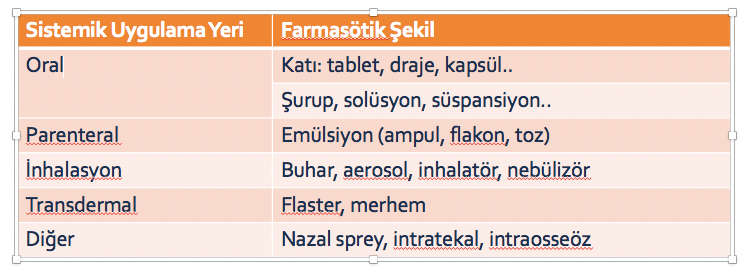 Sistemik Uygulama Yeri Farmasötik Şekil
Oral Katı: tablet, draje, kapsül..
Şurup, solüsyon, süspansiyon..
Parenteral Emülsiyon (ampul, flakon, toz)
İnhalasyon Buhar, aerosol, inhalatör, nebülizör
Transdermal Flaster, merhem
Diğer Nazal sprey, intratekal, intraosseöz